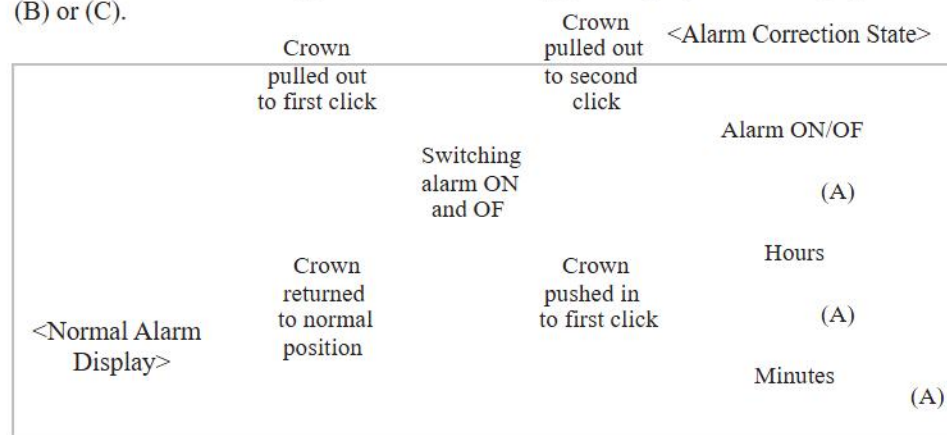 (B) or (C).
Crown
pulled out
to first click
Crown
pulled out
to second
click
<Alarm Correction State>
Switching
alarm ON
and OF
Alarm ON/OF
(A)
Hours
(A)
Minutes
(A)
Crown
returned
to normal
position
Crown
pushed in
to first click
<Normal Alarm
Display>